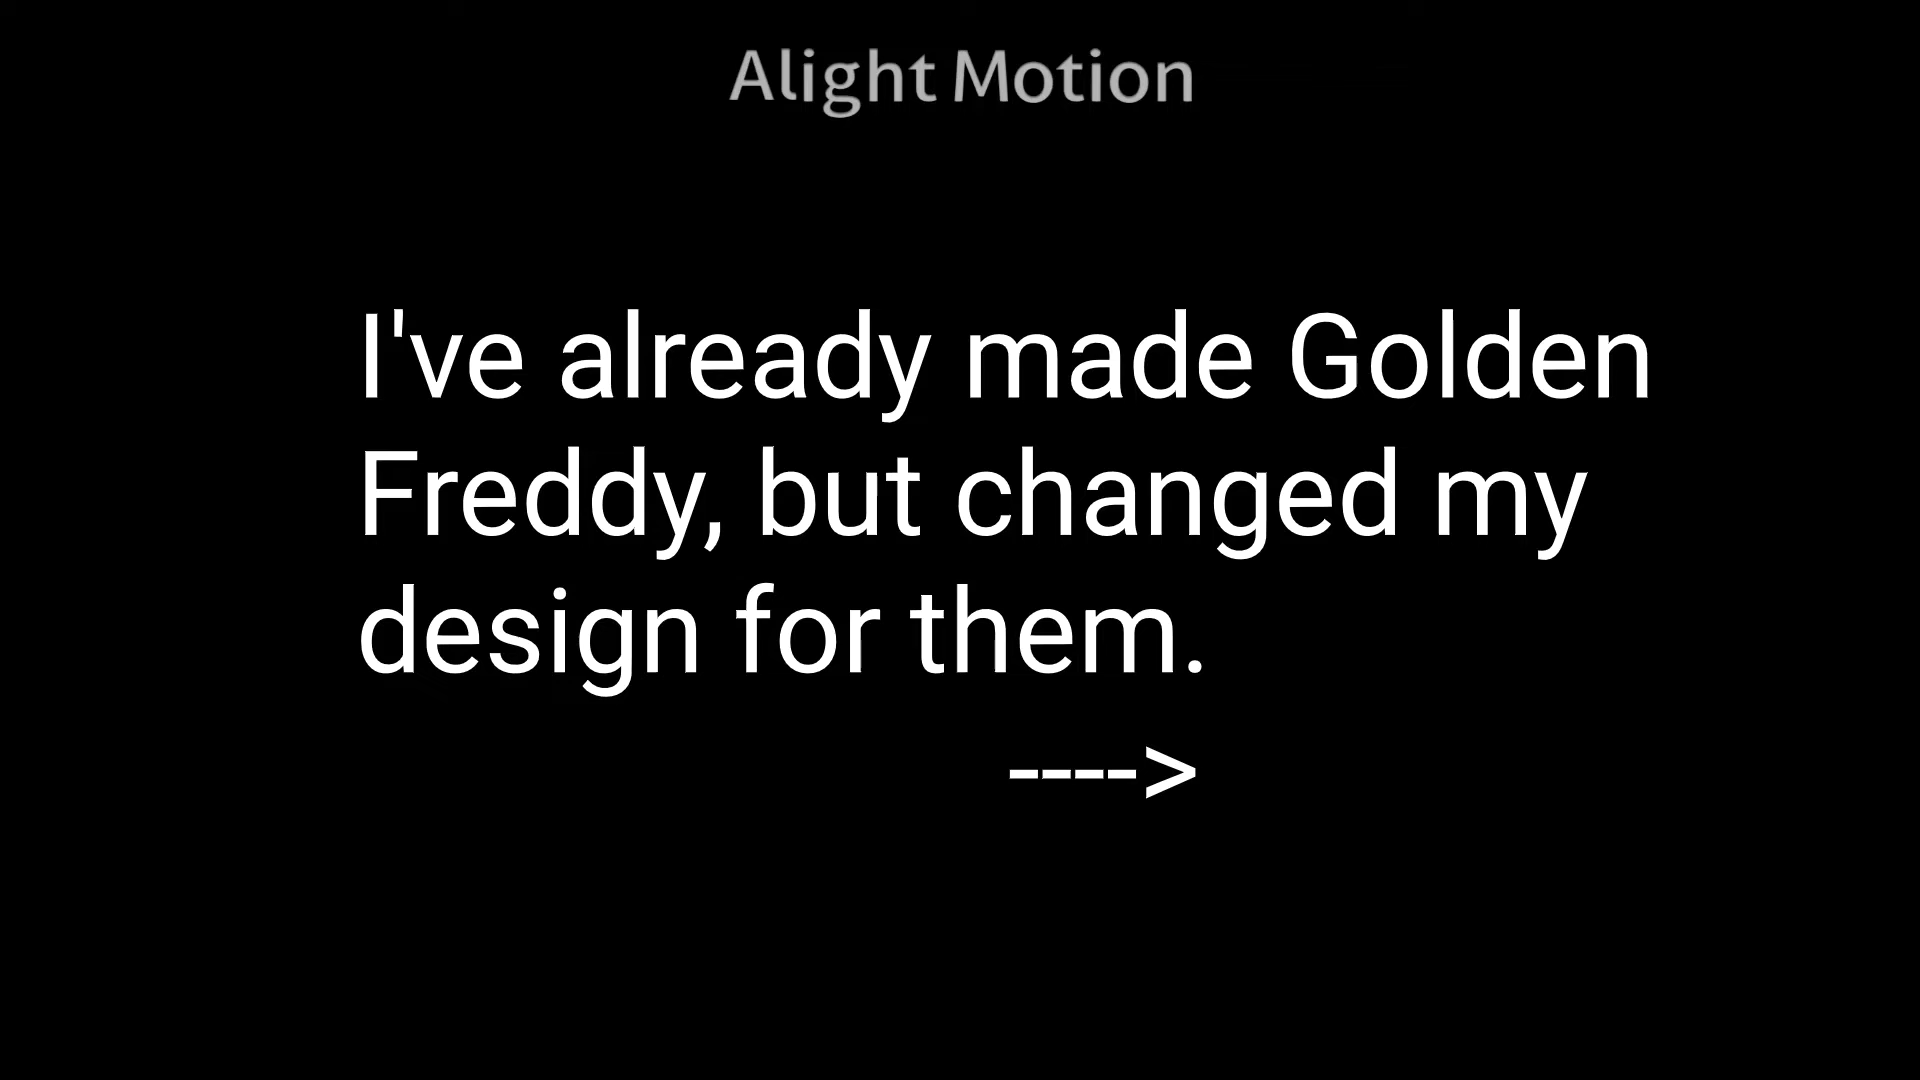 Alight Motion
I've already made Golden
Freddy, but changed my
design for them.
---->